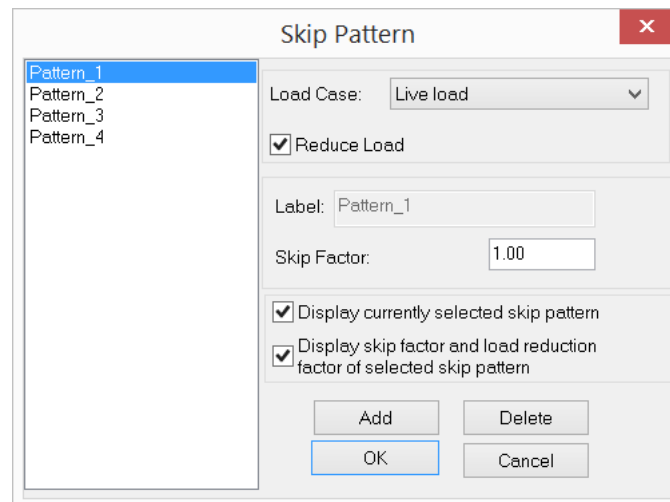 Skip Pattern
Pattern_1
Pattern_2
Pattern_3
Pattern_4
Load Case: Live load
Reduce Load
Label: Pattern_1
Skip Factor: 1.00
Display currently selected skip pattern
Display skip factor and load reduction
factor of selected skip pattern
Add Delete
OK Cancel